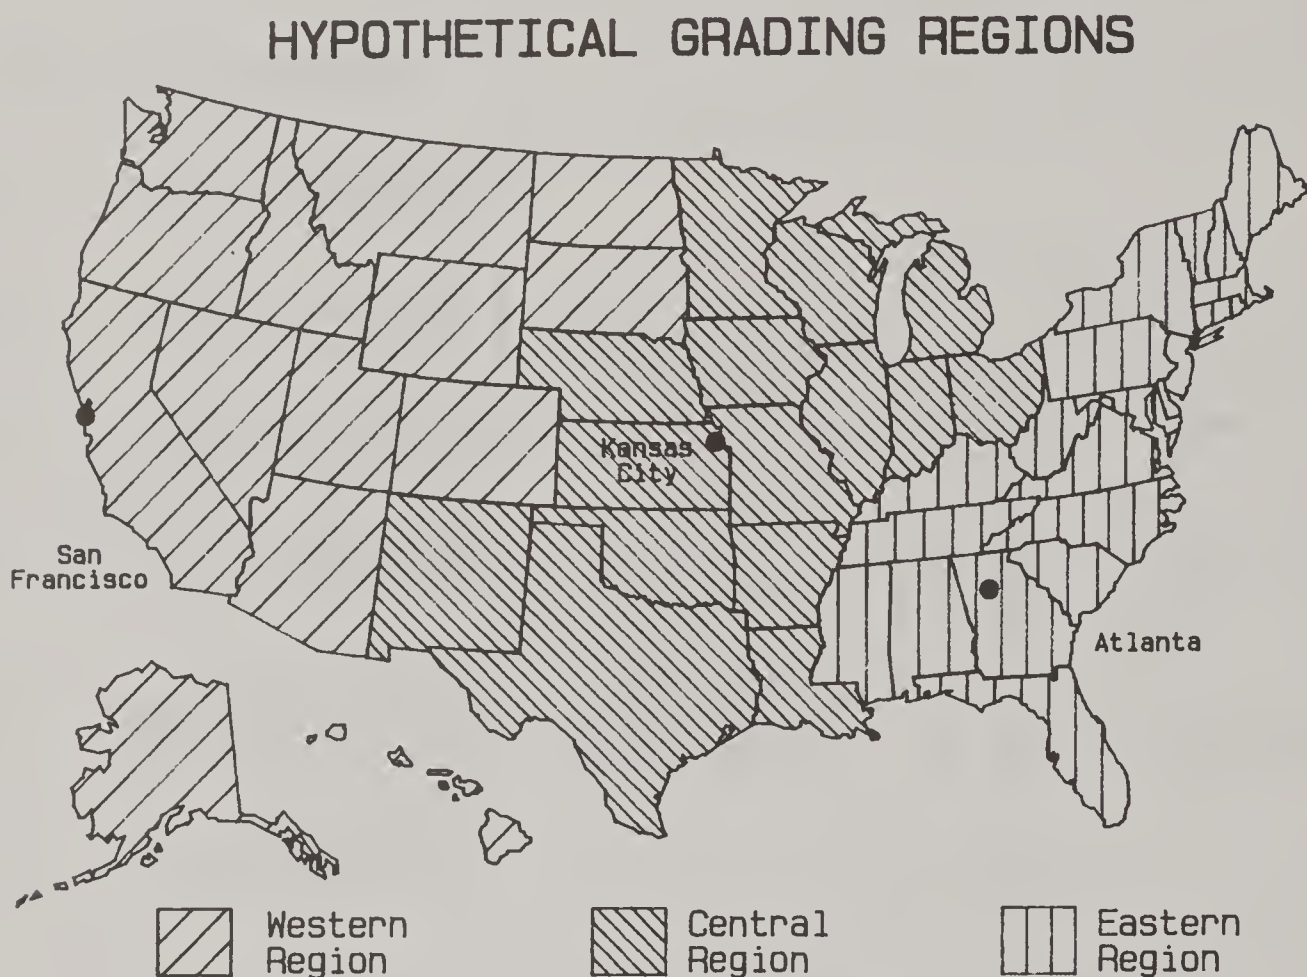 HYPOTHETICAL GRADING REGIONS
Kansas
City
San
Francisco
Atlanta
Western
Region
Central
Region
Eastern
Region